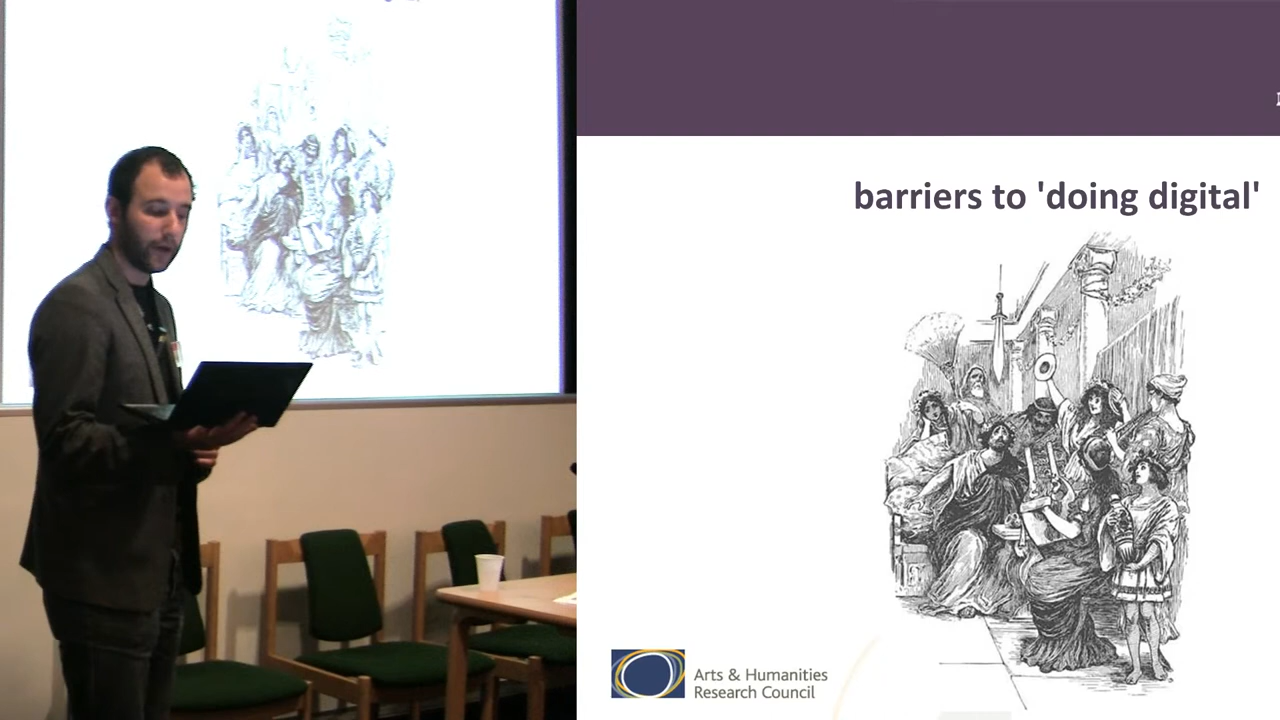 barriers to 'doing digital'
Arts & Humanities
Research Council